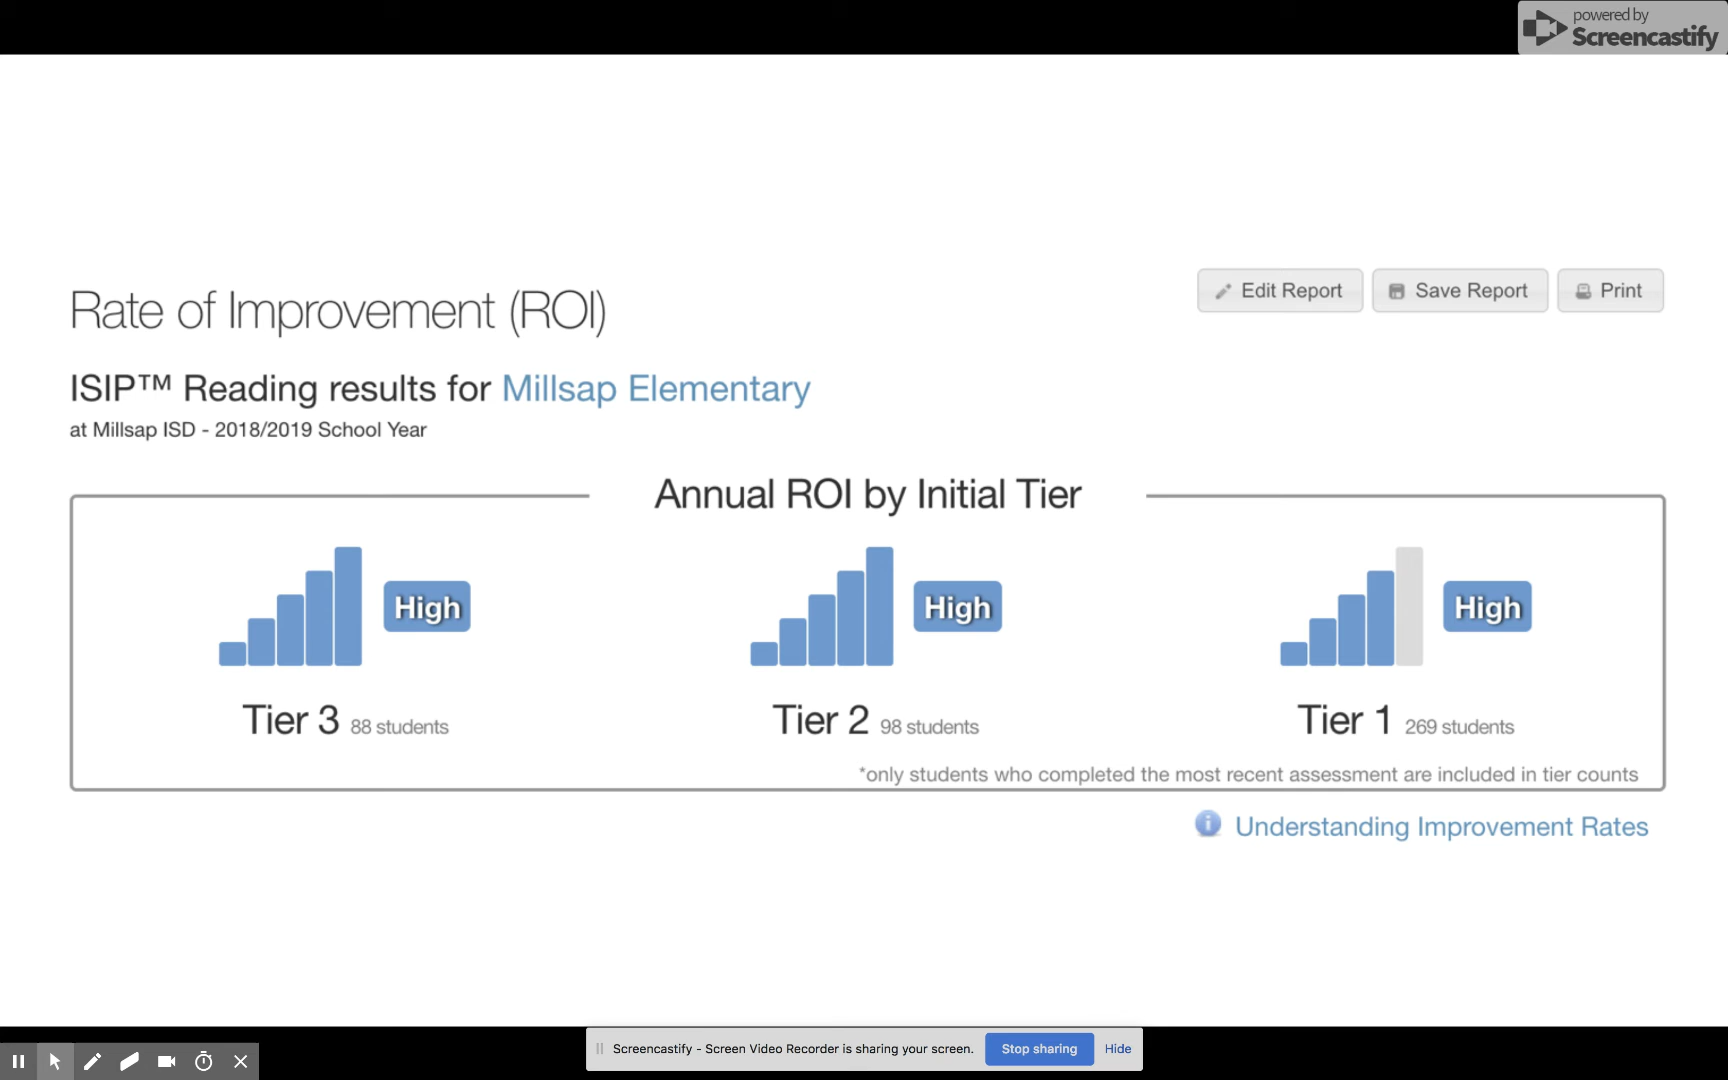 powered by
Screencastify
Edit Report
Save Report
Print
Rate of Improvement (ROI)
ISIP™ Reading results for Millsap Elementary
at Millsap ISD - 2018/2019 School Year
Annual ROI by Initial Tier
High
High
High
Tier 3 88 students
Tier 2 98 students
Tier 1 269 students
*only students who completed the most recent assessment are included in tier counts
Understanding Improvement Rates
Screencastify - Screen Video Recorder is sharing your screen.
Stop sharing
Hide